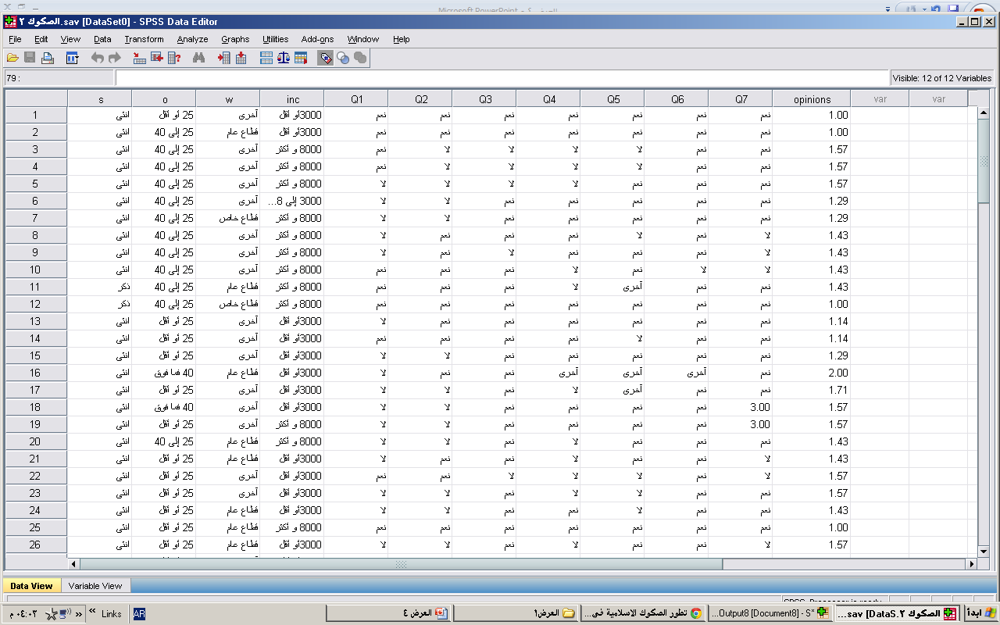 Microsoft PowerPoint - العرض ٤
الصكوك ٢.sav [DataSet0] - SPSS Data Editor
File Edit View Data Transform Analyze Graphs Utilities Add-ons Window Help
79 : Visible: 12 of 12 Variables
s o w inc Q1 Q2 Q3 Q4 Q5 Q6 Q7 opinions var var
1 انثى 25 أو أقل آخرى 3000أو أقل نعم نعم نعم نعم نعم نعم نعم 1.00
2 انثى 25 إلى 40 قطاع عام 3000أو أقل نعم نعم نعم نعم نعم نعم نعم 1.00
3 انثى 25 إلى 40 آخرى 8000 و أكثر نعم لا لا لا لا نعم نعم 1.57
4 انثى 25 إلى 40 آخرى 8000 و أكثر نعم لا لا لا لا نعم نعم 1.57
5 انثى 25 إلى 40 آخرى 8000 و أكثر لا لا لا لا نعم نعم نعم 1.57
6 انثى 25 إلى 40 آخرى 3000 إلى 8... لا لا نعم نعم نعم نعم نعم 1.29
7 انثى 25 إلى 40 قطاع خاص 8000 و أكثر لا لا نعم نعم نعم نعم نعم 1.29
8 انثى 25 إلى 40 آخرى 8000 و أكثر لا نعم نعم نعم لا نعم لا 1.43
9 انثى 25 إلى 40 آخرى 8000 و أكثر لا نعم لا نعم نعم نعم لا 1.43
10 انثى 25 إلى 40 آخرى 8000 و أكثر نعم نعم نعم لا نعم لا لا 1.43
11 ذكر 25 إلى 40 قطاع عام 8000 و أكثر نعم نعم نعم لا آخرى نعم نعم 1.43
12 ذكر 25 إلى 40 قطاع خاص 8000 و أكثر نعم نعم نعم نعم نعم نعم نعم 1.00
13 انثى 25 أو أقل آخرى 3000أو أقل لا نعم نعم نعم نعم نعم نعم 1.14
14 انثى 25 أو أقل آخرى 3000أو أقل نعم نعم نعم نعم لا نعم نعم 1.14
15 انثى 25 أو أقل آخرى 3000أو أقل لا لا نعم نعم نعم نعم نعم 1.29
16 انثى 40 فما فوق قطاع عام 3000أو أقل لا نعم نعم آخرى آخرى آخرى نعم 2.00
17 انثى 25 أو أقل آخرى 3000أو أقل لا لا نعم لا آخرى نعم نعم 1.71
18 انثى 40 فما فوق آخرى 3000أو أقل لا لا نعم نعم نعم نعم 3.00 1.57
19 انثى 25 أو أقل آخرى 8000 و أكثر لا لا نعم نعم نعم نعم 3.00 1.57
20 انثى 25 إلى 40 قطاع عام 8000 و أكثر لا لا نعم لا نعم نعم نعم 1.43
21 انثى 25 أو أقل قطاع عام 3000أو أقل لا نعم نعم لا نعم نعم لا 1.43
22 انثى 25 أو أقل آخرى 3000أو أقل نعم نعم لا لا لا نعم لا 1.57
23 انثى 25 أو أقل آخرى 3000أو أقل لا لا نعم لا لا نعم نعم 1.57
24 انثى 25 أو أقل قطاع عام 3000أو أقل لا لا نعم نعم لا نعم نعم 1.43
25 انثى 25 أو أقل قطاع عام 8000 و أكثر نعم نعم نعم نعم نعم نعم نعم 1.00
26 انثى 25 أو أقل قطاع عام 3000أو أقل لا لا نعم لا نعم نعم لا 1.57
Data View Variable View
SPSS Processor is ready
ابدأ الصكوك ٢.sav [DataS... *Output8 [Document8] - S... تطور الصكوك الاسلامية في... العرض١ العرض ٤ AR Links » ٠٤:٠٣ م